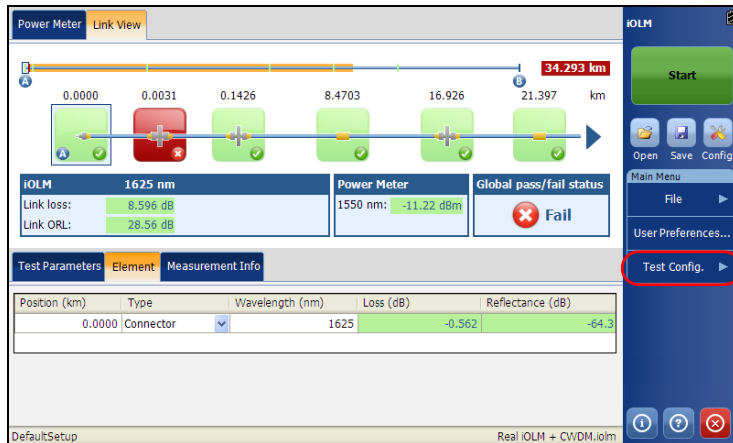 Power Meter Link View
iOLM
34.293 km
A B
0.0000 0.0031 0.1426 8.4703 16.926 21.397 km
A
Start
Open Save Config
Main Menu
File
User Preferences...
Test Config.
iOLM 1625 nm
Link loss: 8.596 dB
Link ORL: 28.56 dB
Power Meter
1550 nm: -11.22 dBm
Global pass/fail status
Fail
Test Parameters Element Measurement Info
Position (km) Type Wavelength (nm) Loss (dB) Reflectance (dB)
0.0000 Connector 1625 -0.562 -64.3
DefaultSetup Real iOLM + CWDM.iolm